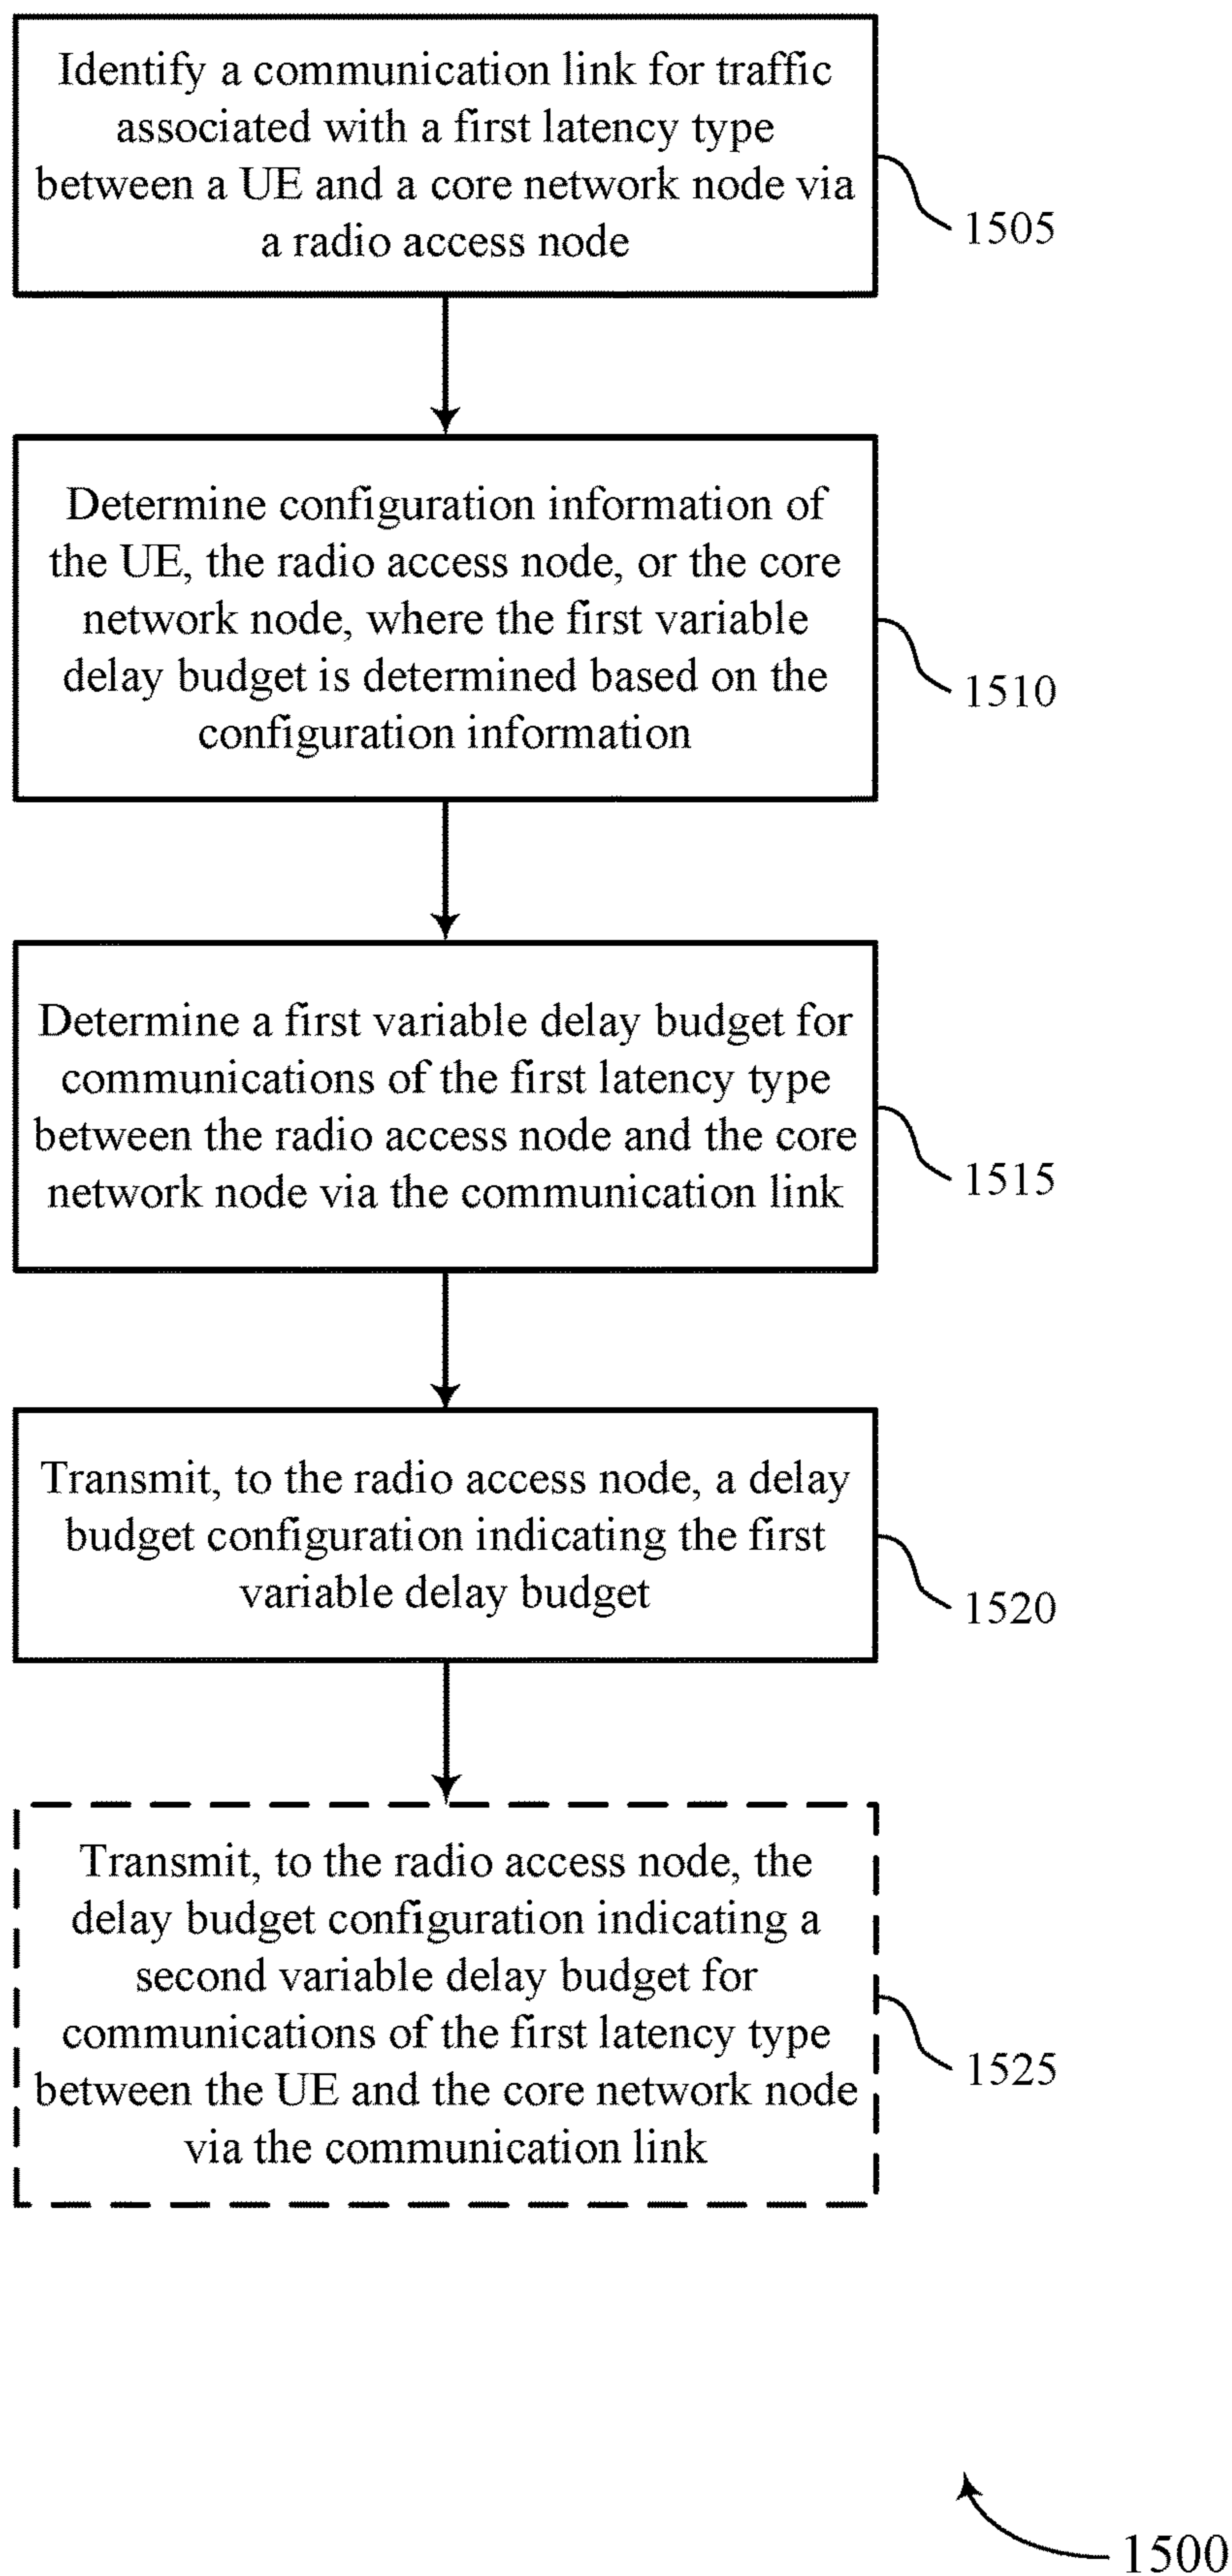 Identify a communication link for traffic
associated with a first latency type
between a UE and a core network node via
a radio access node
1505
Determine configuration information of
the UE, the radio access node, or the core
network node, where the first variable
delay budget is determined based on the
configuration information
1510
Determine a first variable delay budget for
communications of the first latency type
between the radio access node and the core
network node via the communication link
1515
Transmit, to the radio access node, a delay
budget configuration indicating the first
variable delay budget
1520
Transmit, to the radio access node, the
delay budget configuration indicating a
second variable delay budget for
communications of the first latency type
between the UE and the core network node
via the communication link
1525
1500